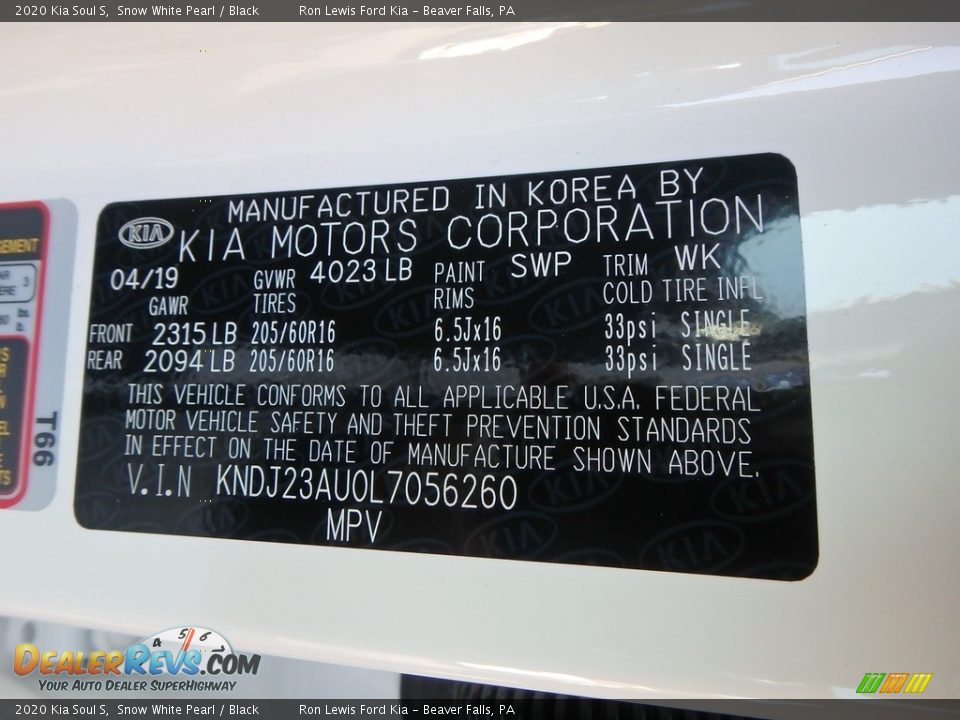 2020 Kia Soul S, Snow White Pearl / Black Ron Lewis Ford Kia - Beaver Falls, PA
MANUFACTURED IN KOREA BY
KIA KIA MOTORS CORPORATION
04/19 GVWR 4023 LB PAINT SWP TRIM WK
GAWR TIRES RIMS COLD TIRE INFL
FRONT 2315 LB 205/60R16 6.5Jx16 33psi SINGLE
REAR 2094 LB 205/60R16 6.5Jx16 33psi SINGLE
THIS VEHICLE CONFORMS TO ALL APPLICABLE U.S.A. FEDERAL
MOTOR VEHICLE SAFETY AND THEFT PREVENTION STANDARDS
IN EFFECT ON THE DATE OF MANUFACTURE SHOWN ABOVE.
V.I.N KNDJ23AU0L7056260
MPV
T66
4 5 6
DEALERREVS.COM
YOUR AUTO DEALER SUPERHIGHWAY
2020 Kia Soul S, Snow White Pearl / Black Ron Lewis Ford Kia - Beaver Falls, PA